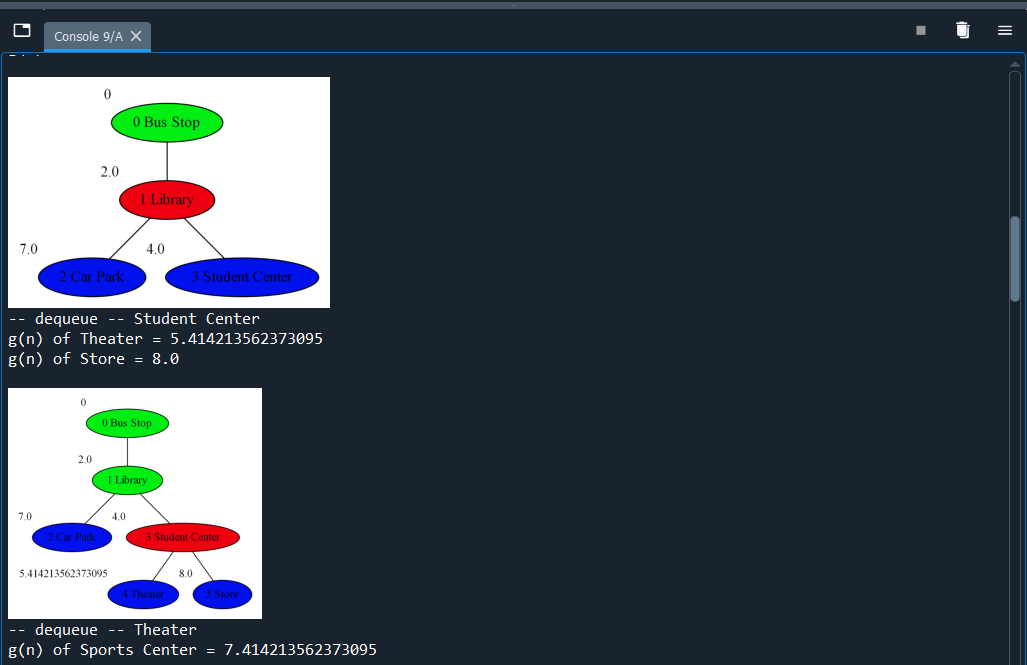 Console 9/A
0
0 Bus Stop
2.0
1 Library
7.0 4.0
2 Car Park 3 Student Center
-- dequeue -- Student Center
g(n) of Theater = 5.414213562373095
g(n) of Store = 8.0
0
0 Bus Stop
2.0
1 Library
7.0 4.0
2 Car Park 3 Student Center
5.414213562373095 8.0
4 Theater 5 Store
-- dequeue -- Theater
g(n) of Sports Center = 7.414213562373095